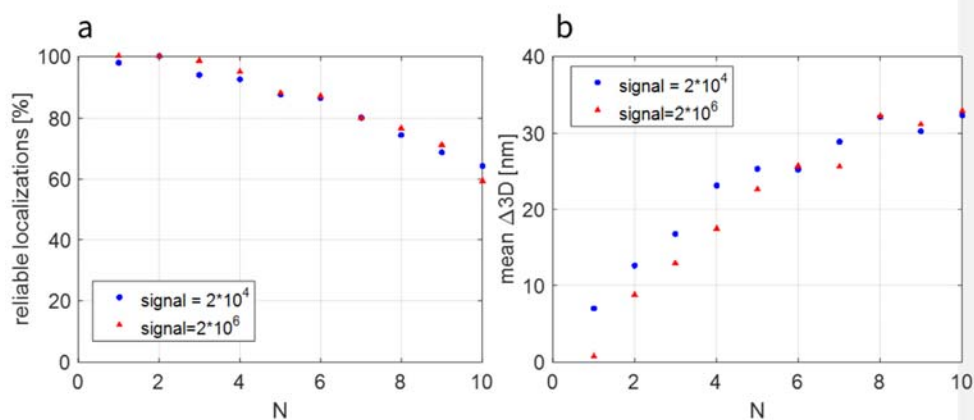 a
reliable localizations [%]
100
80
60
40
20
0
signal = 2*10^4
signal=2*10^6
0
2
4
6
8
10
N
b
mean Δ3D [nm]
40
30
20
10
0
signal = 2*10^4
signal=2*10^6
0
2
4
6
8
10
N